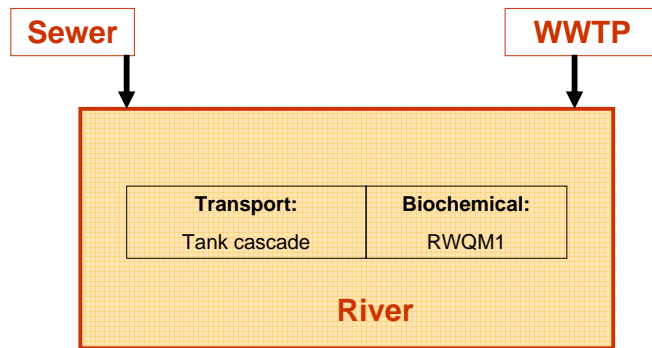 Sewer
WWTP
Transport:
Biochemical:
Tank cascade
RWQM1
River